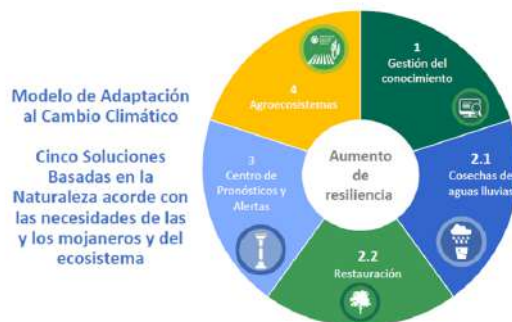 Modelo de Adaptación
al Cambio Climático
Cinco Soluciones
Basadas en la
Naturaleza acorde con
las necesidades de las
y los mojaneros y del
ecosistema
1
Gestión del
conocimiento
2.1
Cosechas de
aguas lluvias
2.2
Restauración
3
Centro de
Pronósticos y
Alertas
4
Agroecosistemas
Aumento
de
resiliencia